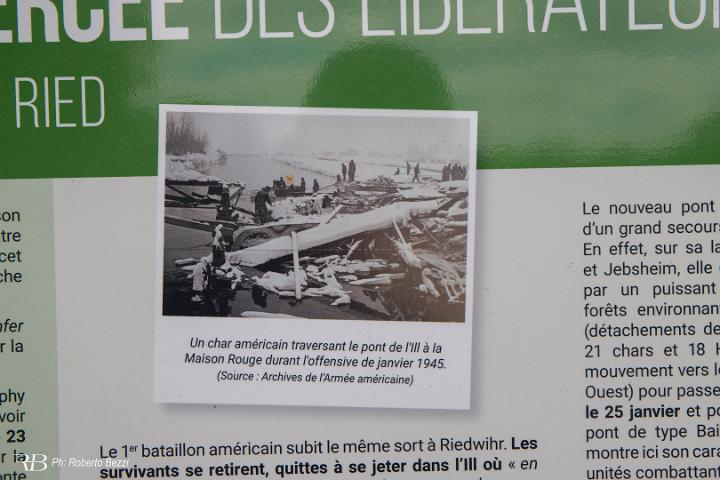 ERCÉE DES LIBÉRATEUR
RIED
Un char américain traversant le pont de l'Ill à la
Maison Rouge durant l'offensive de janvier 1945.
(Source : Archives de l'Armée américaine)
Le 1er bataillon américain subit le même sort à Riedwihr. Les
survivants se retirent, quittes à se jeter dans l'Ill où « en
son
tre
cet
che
nfer
r la
phy
voir
23
r la
Le nouveau pont
d'un grand secours
En effet, sur sa la
et Jebsheim, elle
par un puissant
forêts environnan
(détachements de
21 chars et 18 H
mouvement vers le
Ouest) pour passe
le 25 janvier et po
pont de type Bai
montre ici son cara
unités combattant
RB Ph: Roberto Bezzi